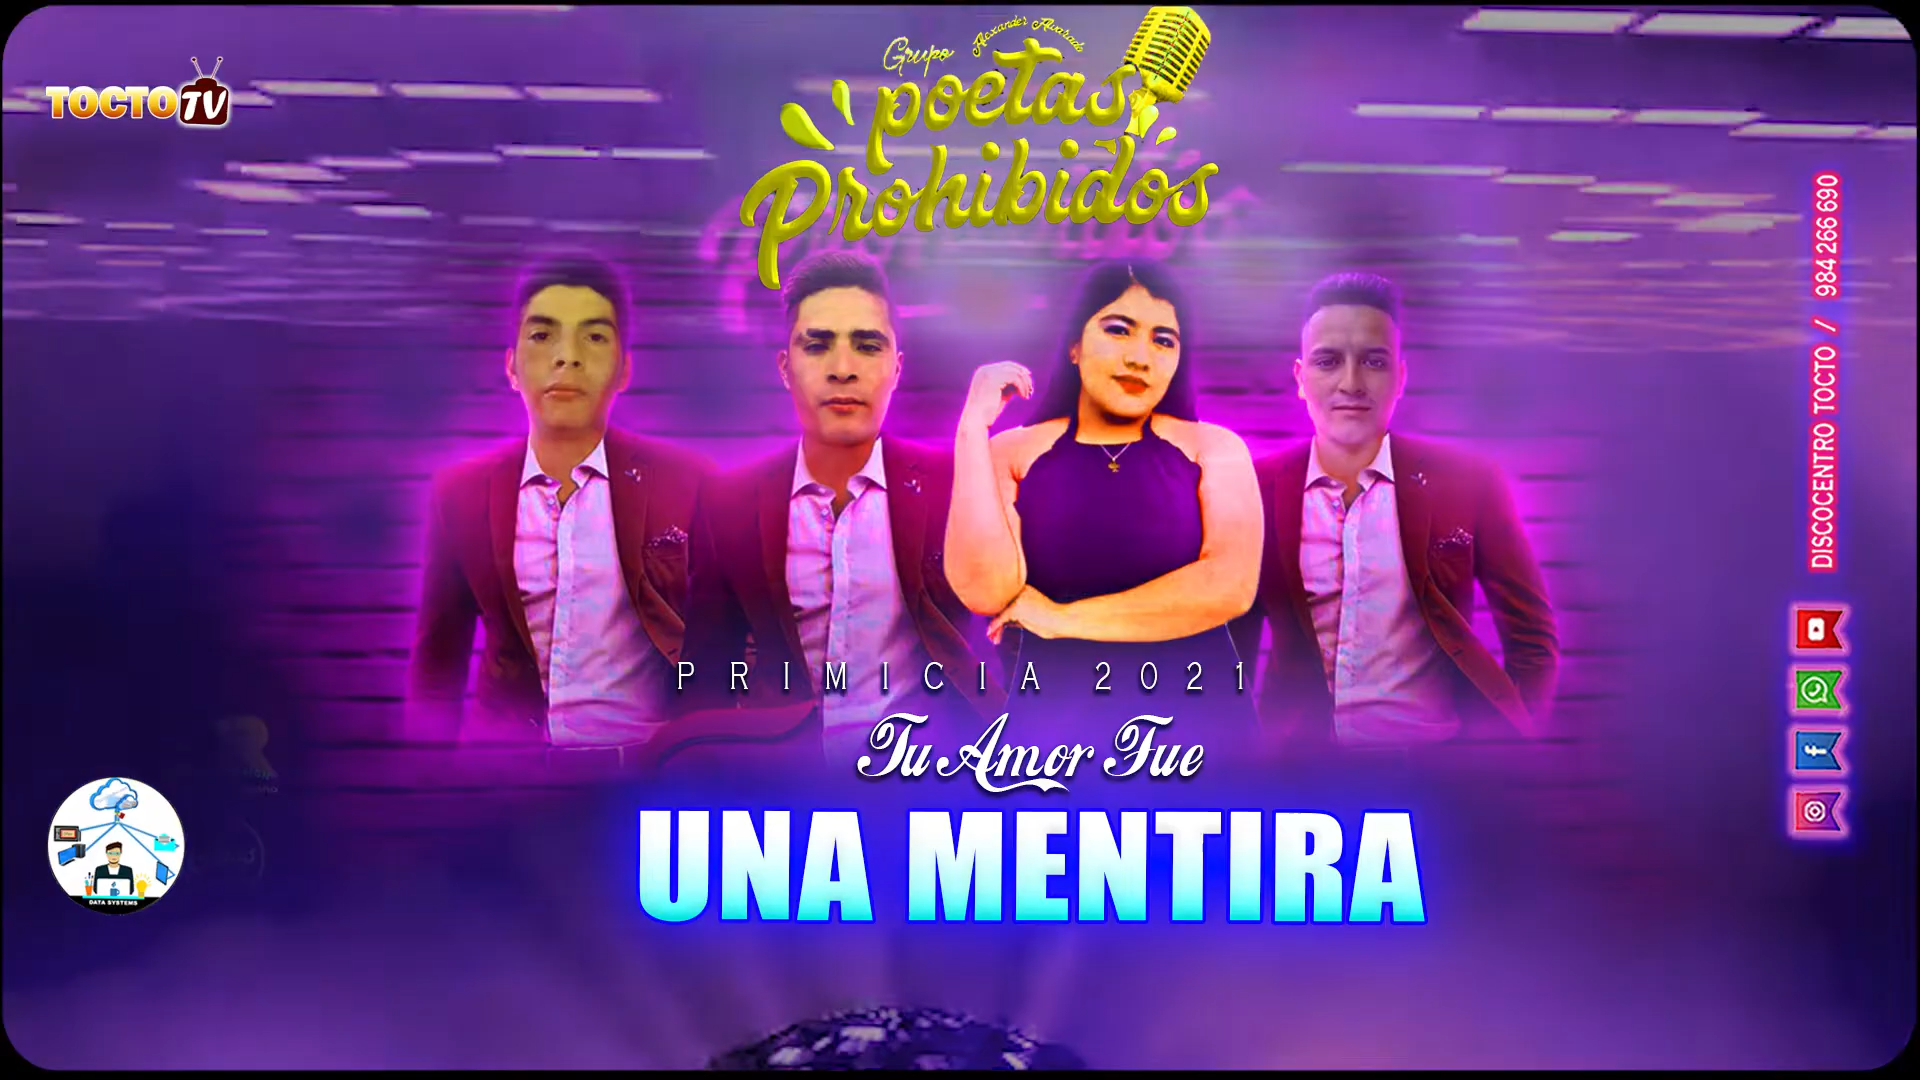 TOCTO TV
Grupo
Alexander Alvarado
poetas
Prohibidos
DISCOCENTRO TOCTO / 984 266 690
PRIMICIA 2021
Tu Amor Fue
UNA MENTIRA
DATA SYSTEMS